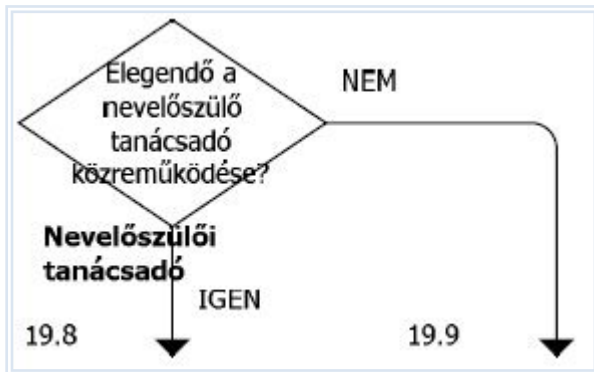 Elegendő a
nevelőszülő
tanácsadó
közreműködése?
NEM
Nevelőszülői
tanácsadó
IGEN
19.8
19.9